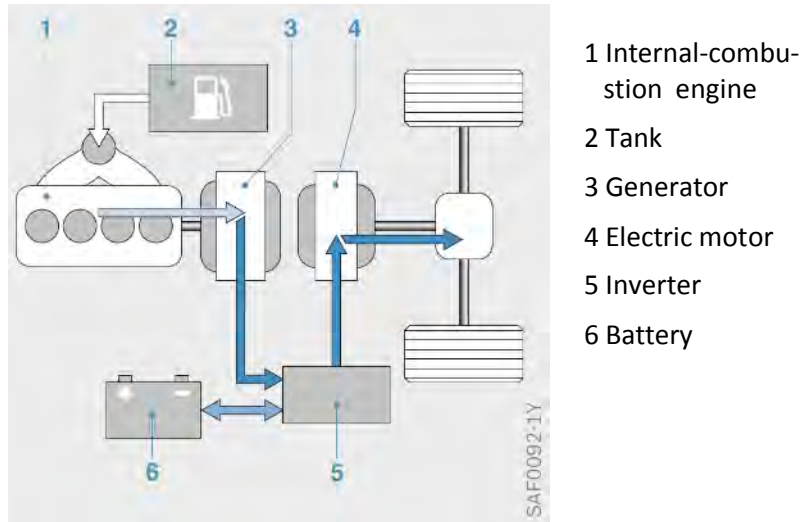 1
2
3
4
1 Internal-combu-
stion engine
2 Tank
3 Generator
4 Electric motor
5 Inverter
6 Battery
+ –
6
5
SAF0092-1Y